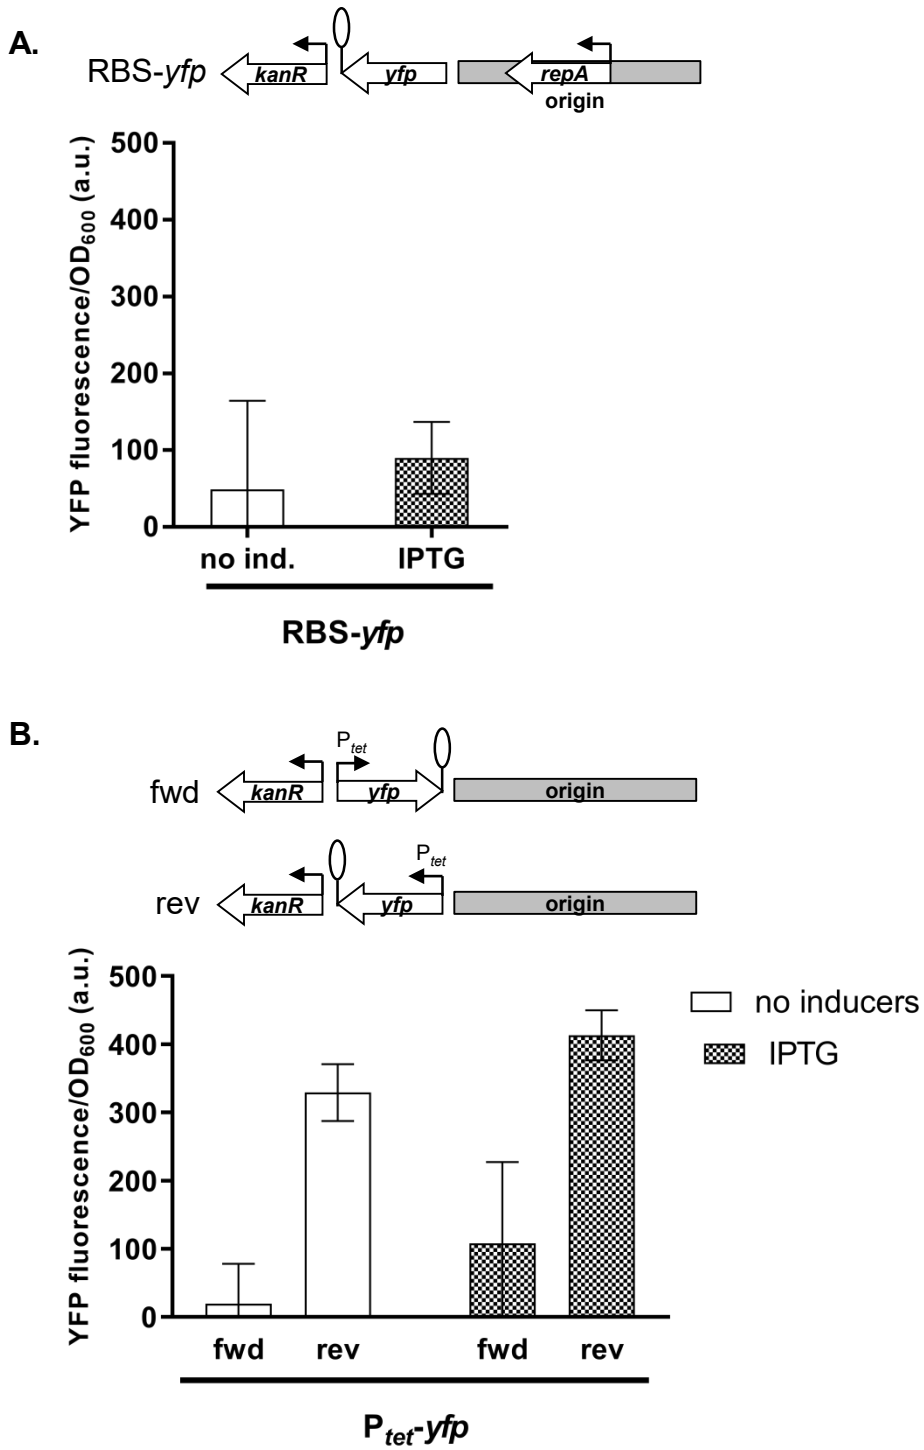 A.
RBS-yfp
kanR
yfp
repA
origin
YFP fluorescence/OD600 (a.u.)
500
400
300
200
100
0
no ind.
IPTG
RBS-yfp
B.
Ptet
fwd
kanR
yfp
origin
Ptet
rev
kanR
yfp
origin
YFP fluorescence/OD600 (a.u.)
500
400
300
200
100
0
no inducers
IPTG
fwd
rev
fwd
rev
Ptet-yfp